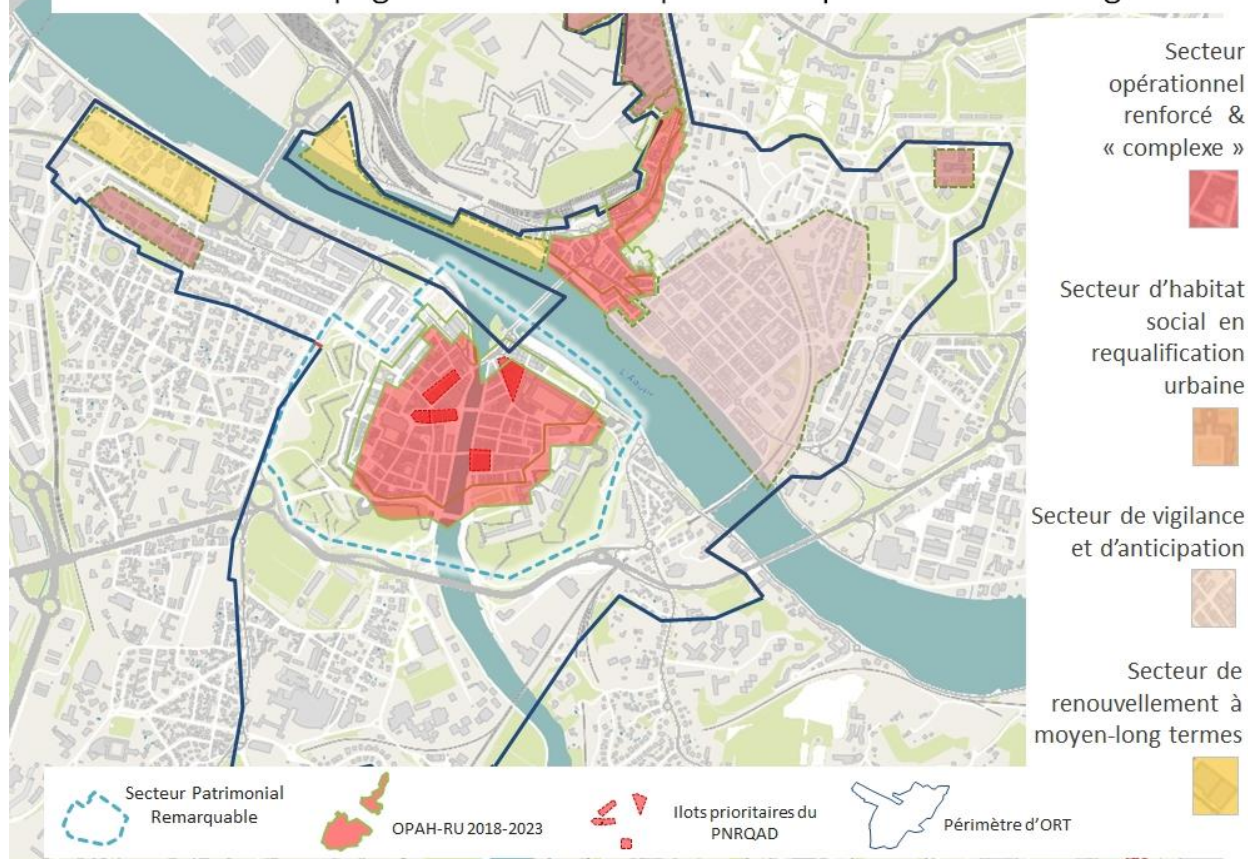 Secteur
opérationnel
renforcé &
« complexe »
Secteur d'habitat
social en
requalification
urbaine
Secteur de vigilance
et d'anticipation
Secteur de
renouvellement à
moyen-long termes
L'Adour
Secteur Patrimonial
Remarquable
OPAH-RU 2018-2023
Ilots prioritaires du
PNRQAD
Périmètre d'ORT